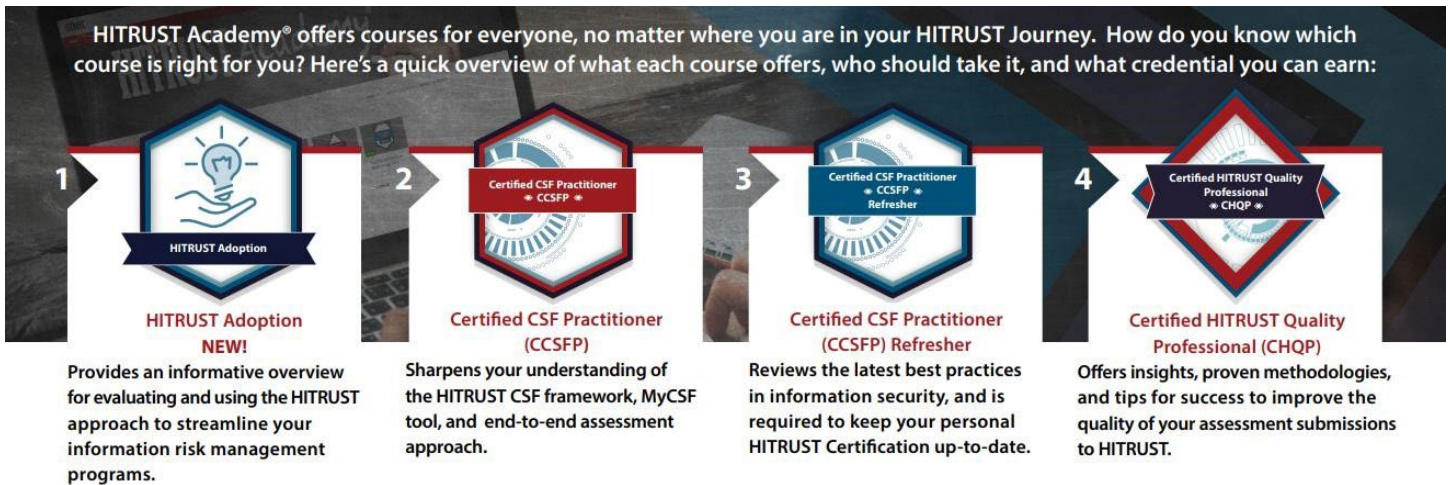 HITRUST Academy® offers courses for everyone, no matter where you are in your HITRUST Journey. How do you know which
course is right for you? Here's a quick overview of what each course offers, who should take it, and what credential you can earn:
1
HITRUST Adoption
HITRUST Adoption
NEW!
Provides an informative overview
for evaluating and using the HITRUST
approach to streamline your
information risk management
programs.
2
Certified CSF Practitioner
CCSFP
Certified CSF Practitioner
(CCSFP)
Sharpens your understanding of
the HITRUST CSF framework, MyCSF
tool, and end-to-end assessment
approach.
3
Certified CSF Practitioner
CCSFP
Refresher
Certified CSF Practitioner
(CCSFP) Refresher
Reviews the latest best practices
in information security, and is
required to keep your personal
HITRUST Certification up-to-date.
4
Certified HITRUST Quality
Professional
CHQP
Certified HITRUST Quality
Professional (CHQP)
Offers insights, proven methodologies,
and tips for success to improve the
quality of your assessment submissions
to HITRUST.
HITRUST Academy